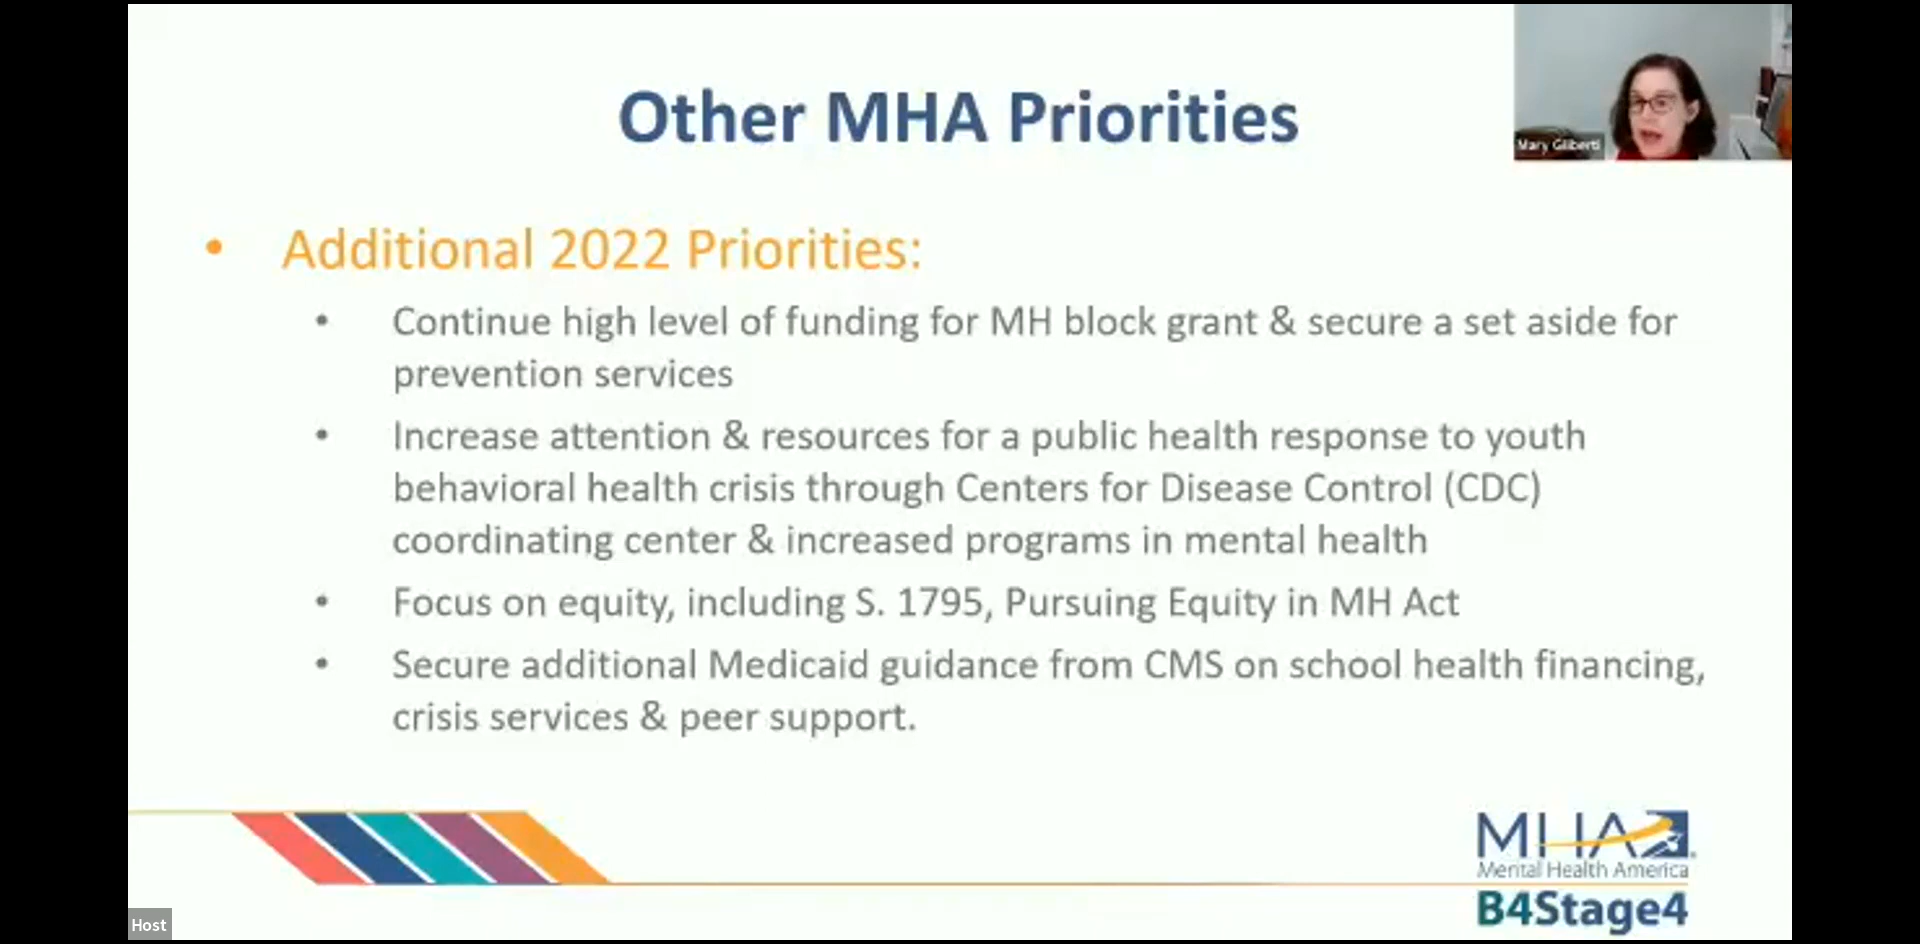 Other MHA Priorities
Mary Giliberti
• Additional 2022 Priorities:
• Continue high level of funding for MH block grant & secure a set aside for
prevention services
• Increase attention & resources for a public health response to youth
behavioral health crisis through Centers for Disease Control (CDC)
coordinating center & increased programs in mental health
• Focus on equity, including S. 1795, Pursuing Equity in MH Act
• Secure additional Medicaid guidance from CMS on school health financing,
crisis services & peer support.
MHA
Mental Health America
B4Stage4
Host